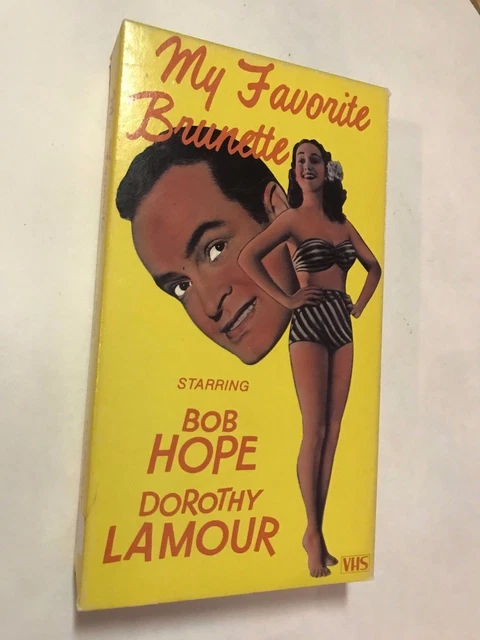 My Favorite
Brunette
STARRING
BOB
HOPE
DOROTHY
LAMOUR
VHS